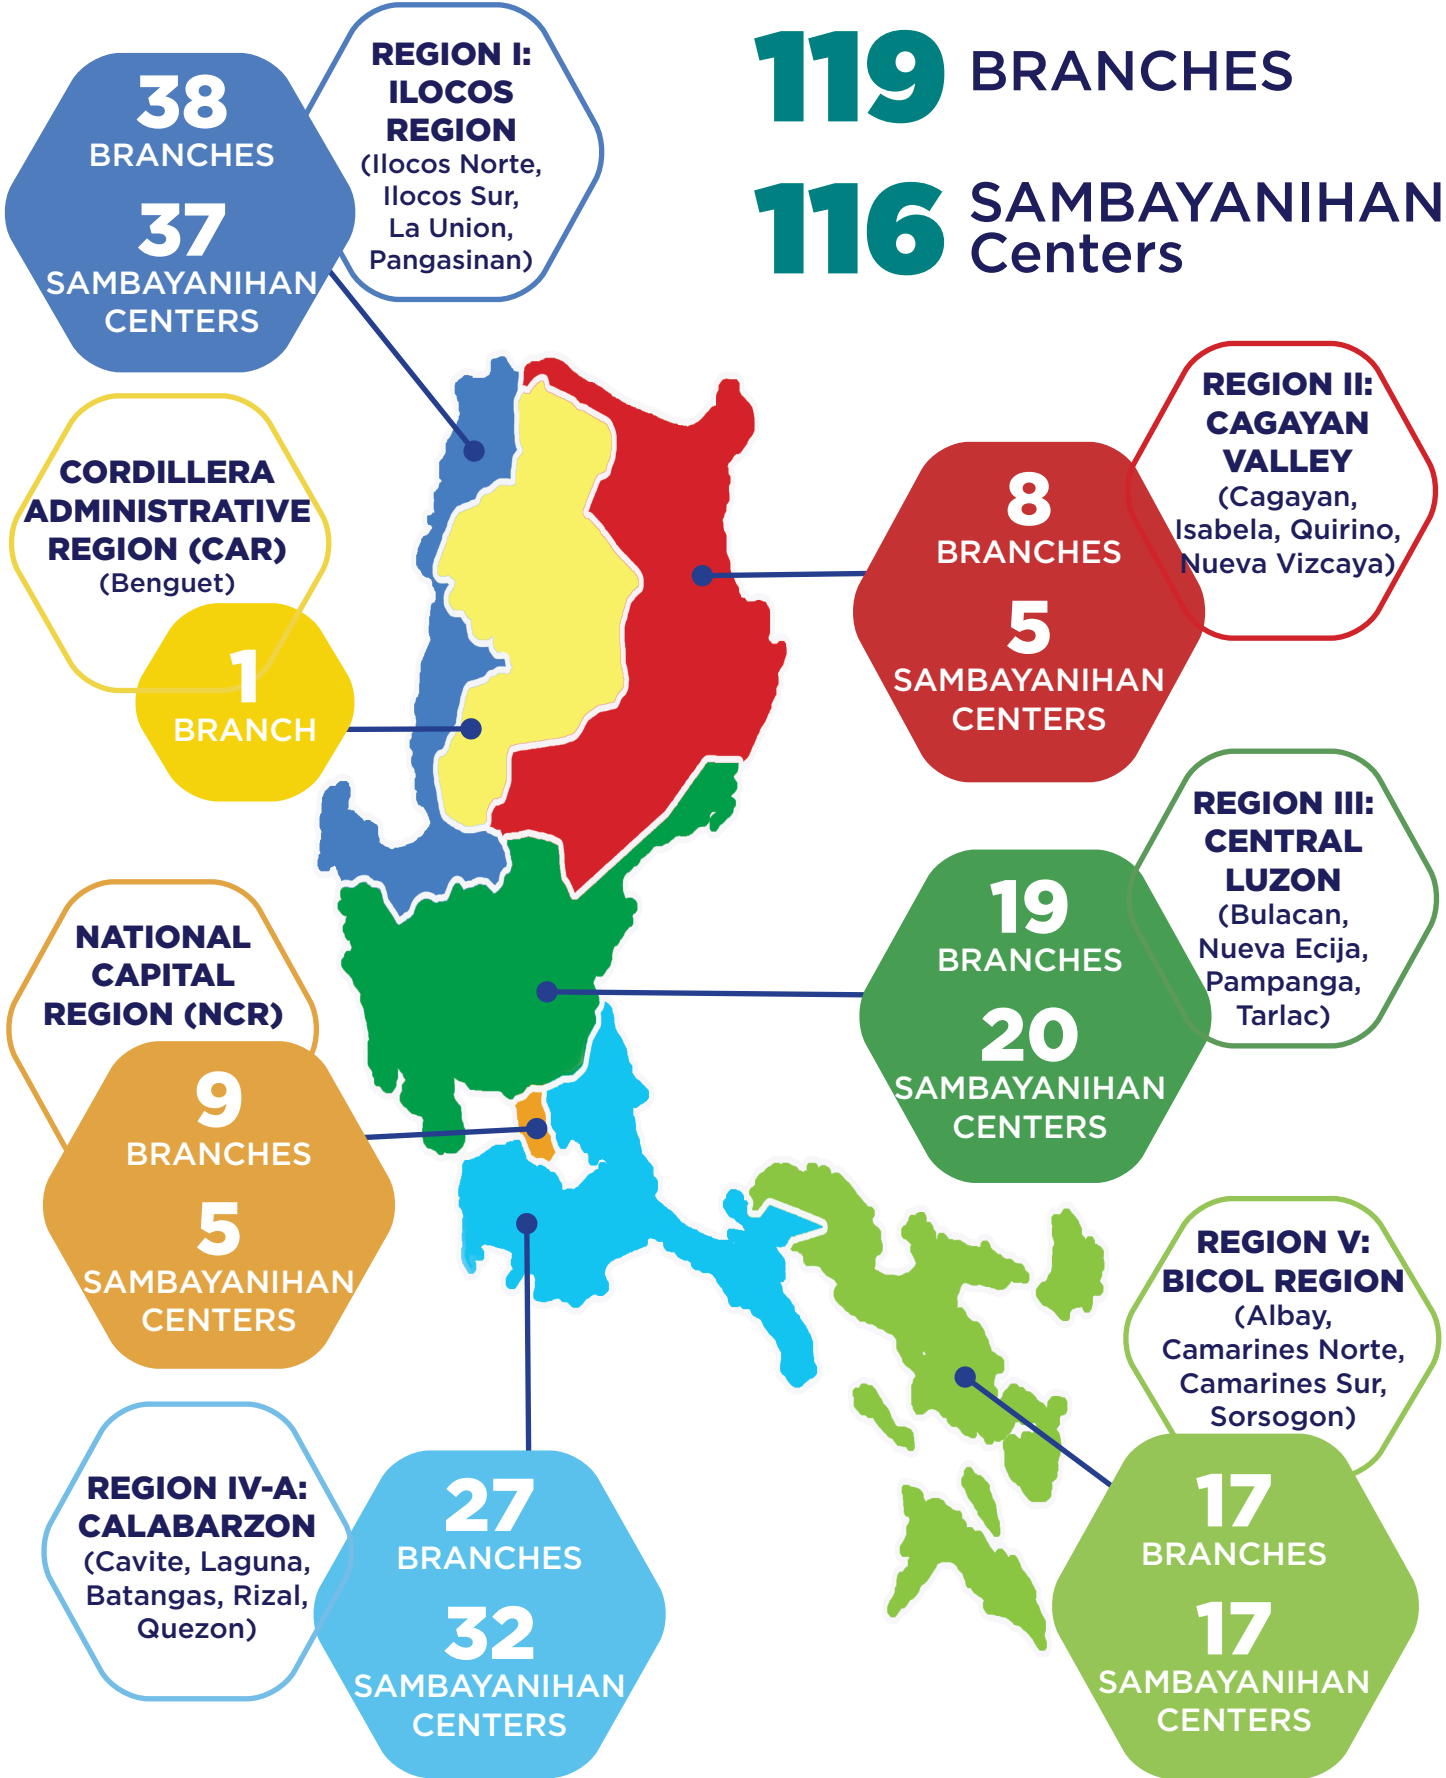 119 BRANCHES
116 SAMBAYANIHAN
Centers
38
BRANCHES
37
SAMBAYANIHAN
CENTERS
REGION I:
ILOCOS
REGION
(Ilocos Norte,
Ilocos Sur,
La Union,
Pangasinan)
REGION II:
CAGAYAN
VALLEY
(Cagayan,
Isabela, Quirino,
Nueva Vizcaya)
8
BRANCHES
5
SAMBAYANIHAN
CENTERS
CORDILLERA
ADMINISTRATIVE
REGION (CAR)
(Benguet)
1
BRANCH
REGION III:
CENTRAL
LUZON
(Bulacan,
Nueva Ecija,
Pampanga,
Tarlac)
19
BRANCHES
20
SAMBAYANIHAN
CENTERS
NATIONAL
CAPITAL
REGION (NCR)
9
BRANCHES
5
SAMBAYANIHAN
CENTERS
REGION V:
BICOL REGION
(Albay,
Camarines Norte,
Camarines Sur,
Sorsogon)
17
BRANCHES
17
SAMBAYANIHAN
CENTERS
REGION IV-A:
CALABARZON
(Cavite, Laguna,
Batangas, Rizal,
Quezon)
27
BRANCHES
32
SAMBAYANIHAN
CENTERS